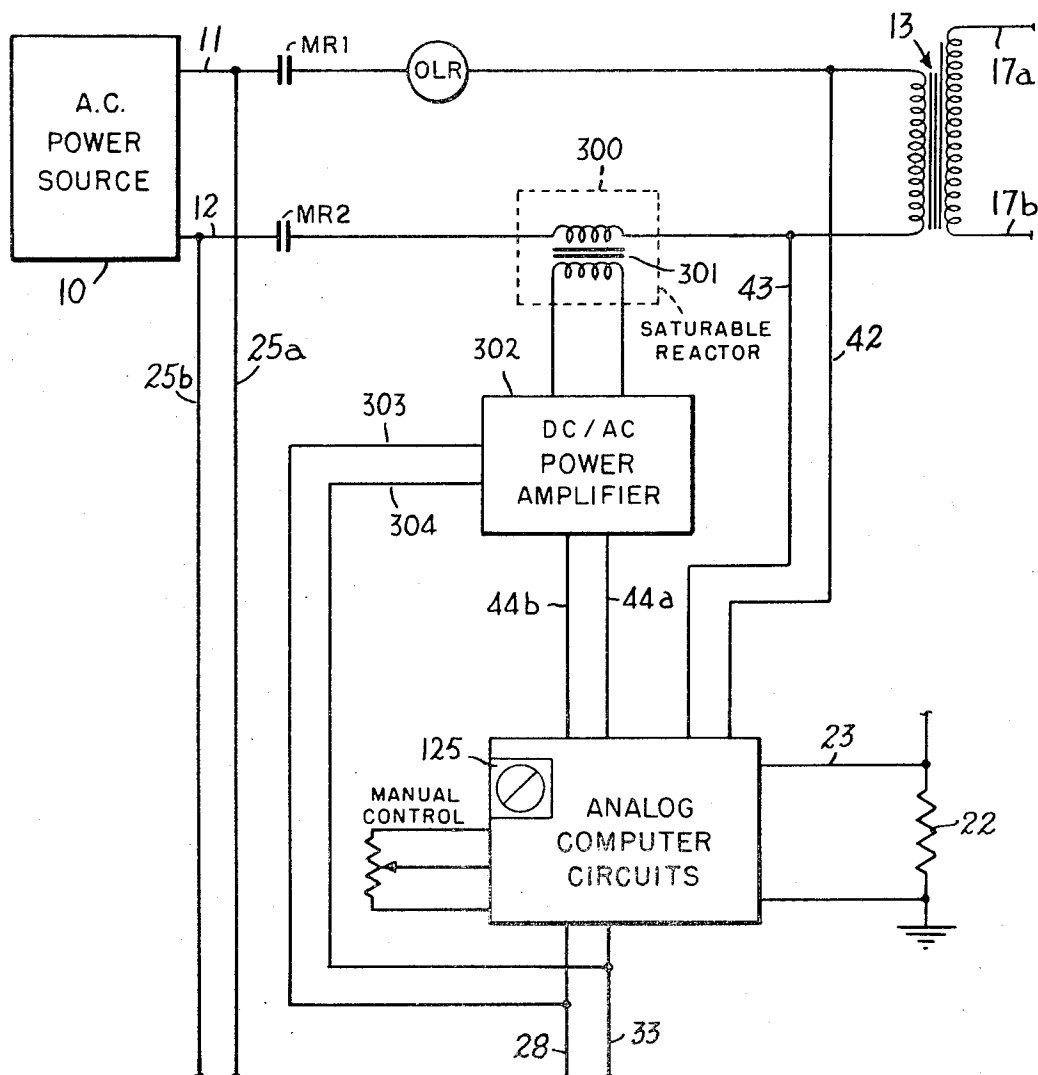 11
MR1
OLR
13
17a
A.C.
POWER
SOURCE
300
12
MR2
17b
10
301
43
SATURABLE
REACTOR
42
25b
25a
302
303
DC/AC
POWER
AMPLIFIER
304
44b
44a
125
23
MANUAL
CONTROL
ANALOG
COMPUTER
CIRCUITS
22
28
33